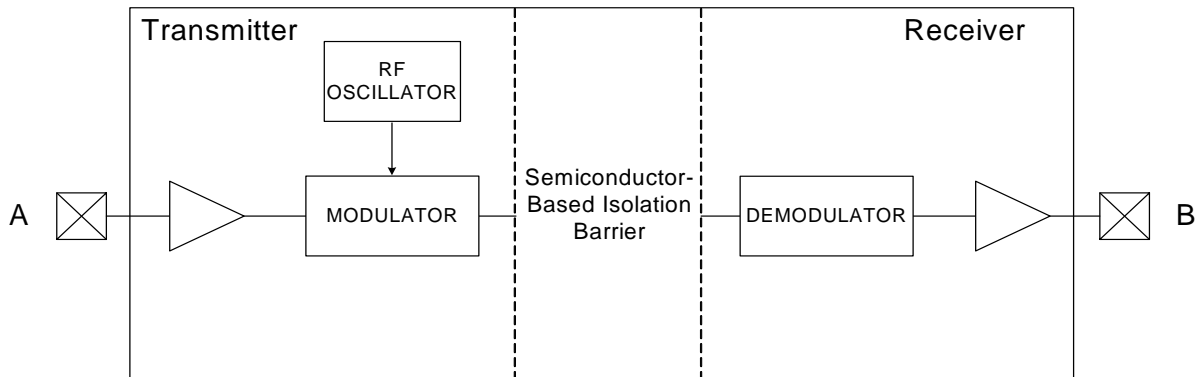 Transmitter
Receiver
RF
OSCILLATOR
A
MODULATOR
Semiconductor-
Based Isolation
Barrier
DEMODULATOR
B